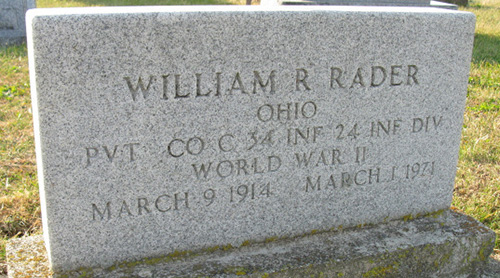 WILLIAM R RADER
OHIO
PVT CO C 34 INF 24 INF DIV
WORLD WAR II
MARCH 9 1914 MARCH 1 1971